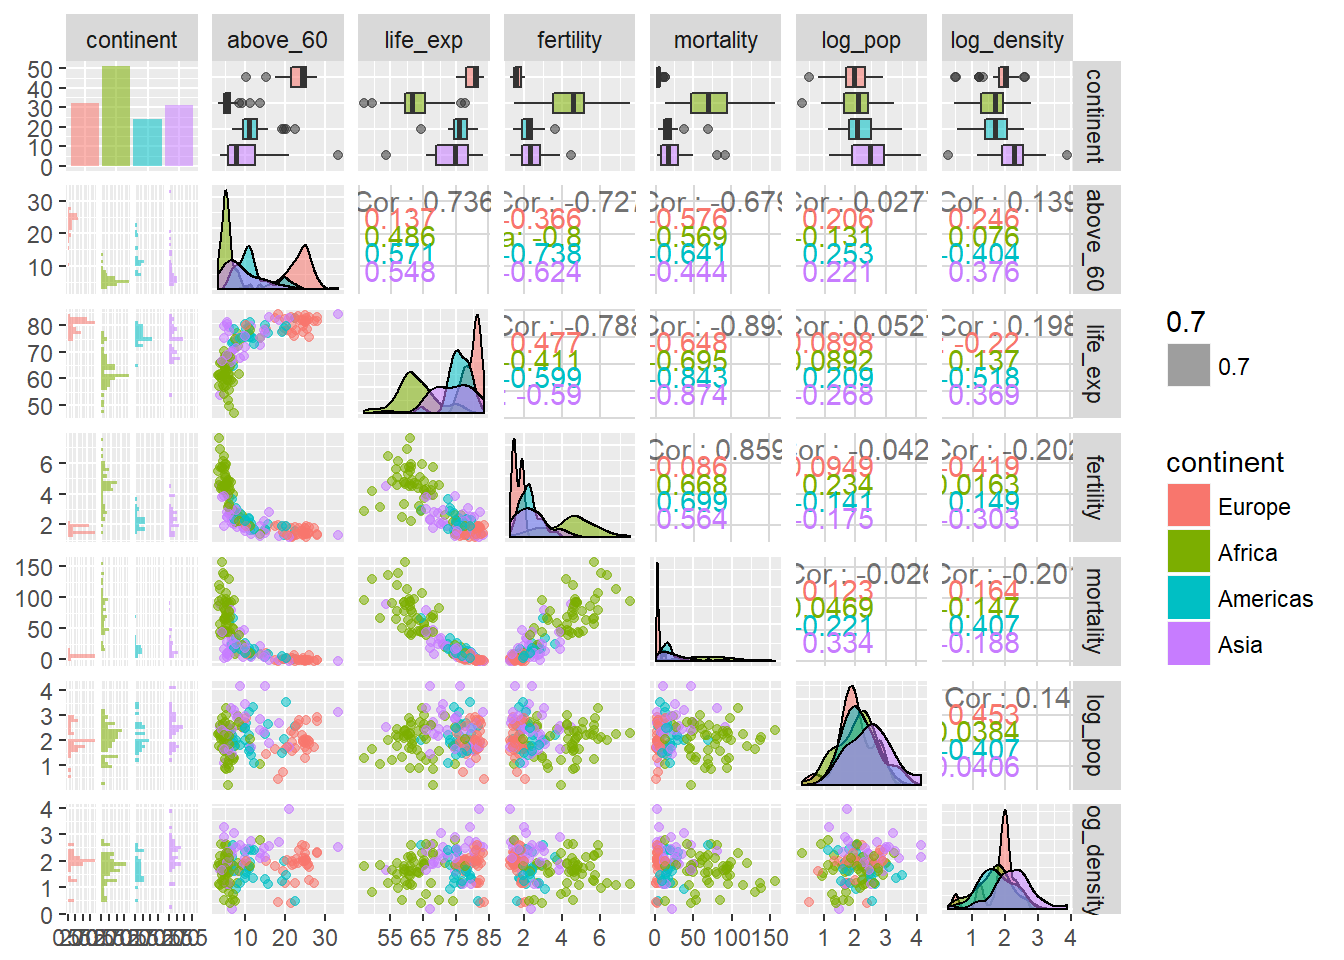 continent above_60 life_exp fertility mortality log_pop log_density
50
40
30
20
10
0
continent
30
20
10
Cor : 0.736 Cor : -0.727 Cor : -0.679 Cor : 0.027 Cor : 0.139
0.137 -0.366 -0.576 0.206 0.246
0.486 -0.8 -0.569 -0.131 0.076
0.571 -0.738 -0.641 0.253 -0.404
0.548 -0.624 -0.444 0.221 0.376
above_60
80
70
60
50
Cor : -0.788 Cor : -0.893 Cor : 0.052 Cor : 0.198
0.477 -0.648 0.0898 -0.22
-0.411 -0.695 0.0892 0.137
-0.599 -0.843 0.209 -0.518
-0.59 -0.874 -0.268 0.369
life_exp
6
4
2
Cor : 0.859 -0.042 Cor : -0.202
-0.086 0.0949 -0.419
0.668 -0.234 0.0163
0.699 -0.141 0.149
0.564 -0.175 -0.303
fertility
150
100
50
0
Cor : -0.026 Cor : -0.201
0.123 0.164
0.0469 -0.147
-0.221 0.407
0.334 -0.188
mortality
4
3
2
1
Cor : 0.14
0.453
0.0384
-0.407
0.0406
log_pop
4
3
2
1
0
og_density
10 20 30 55 65 75 85 2 4 6 0 50 100 150 1 2 3 4 1 2 3 4
0.7
0.7
continent
Europe
Africa
Americas
Asia